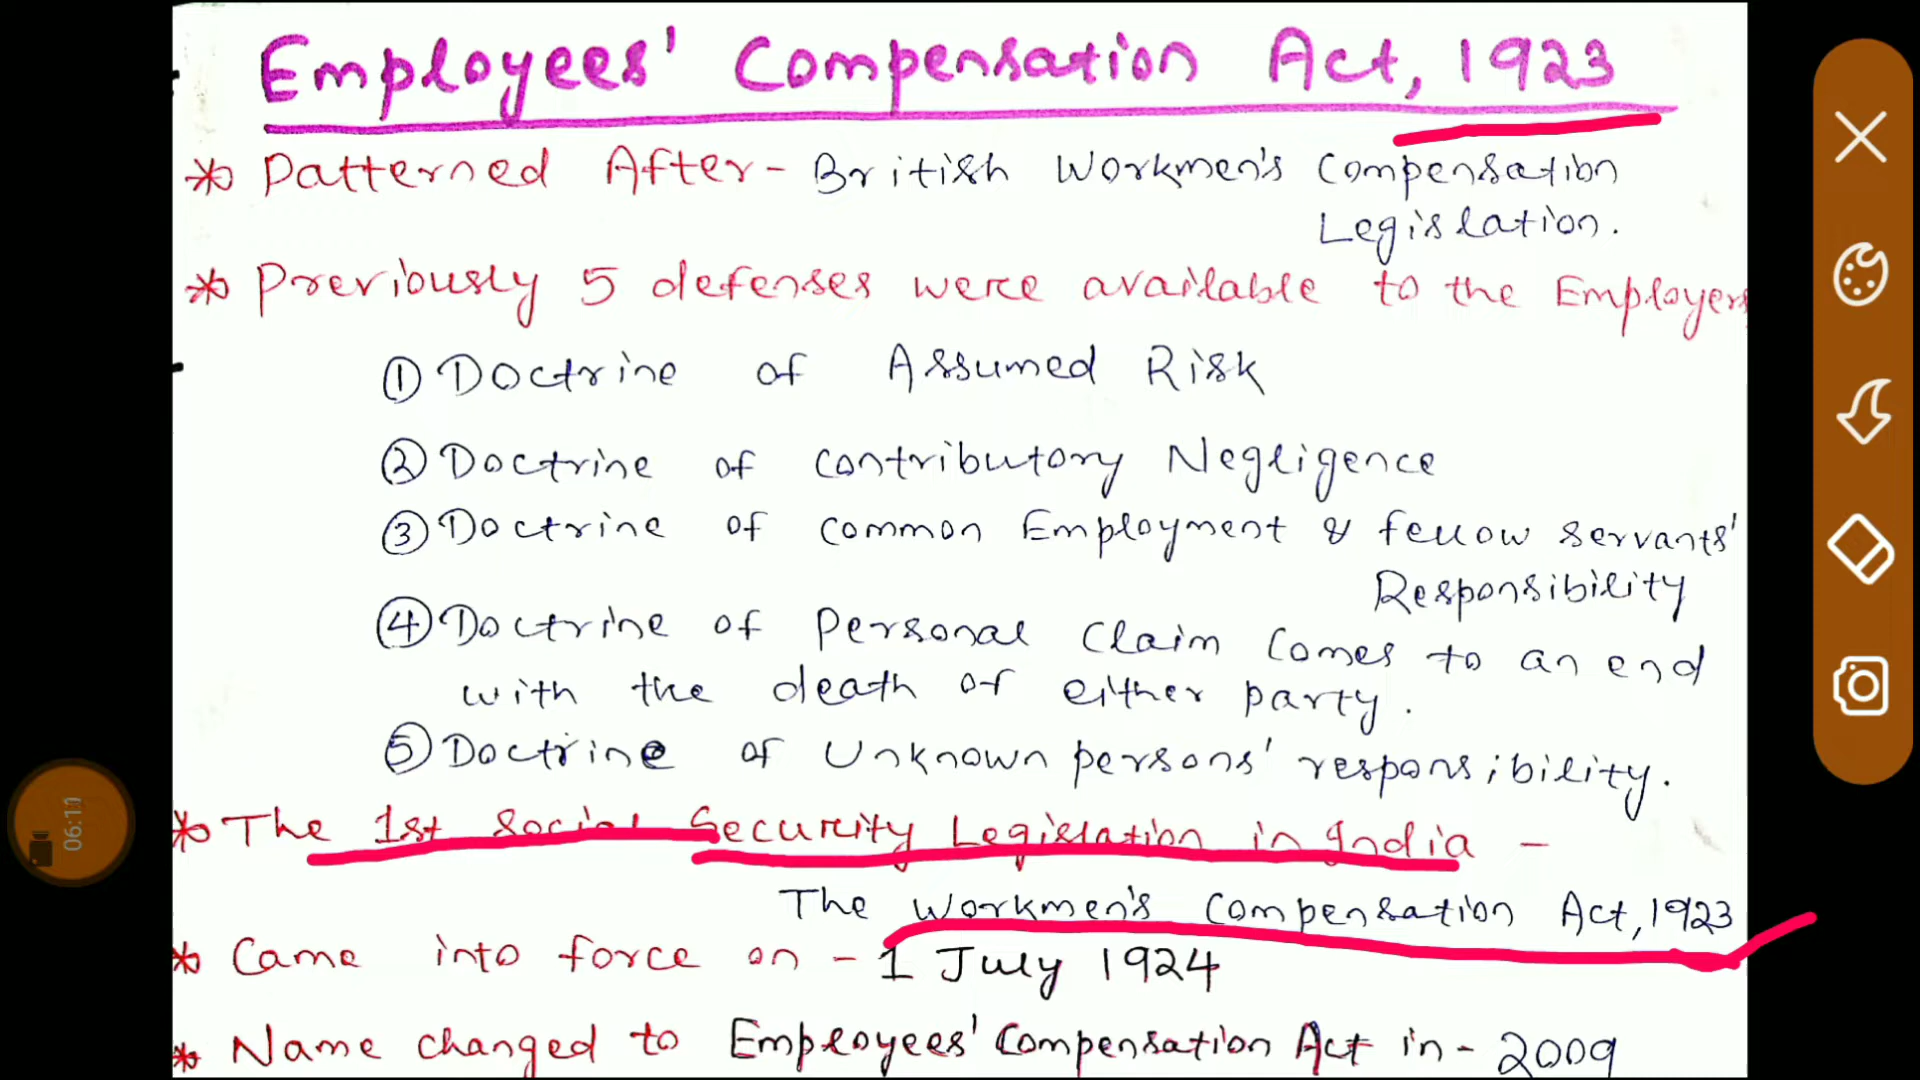 Employees' Compensation Act, 1923
* Patterned After - British Workmen's Compensation
Legislation.
* Previously 5 defenses were available to the Employers
① Doctrine of Assumed Risk
② Doctrine of Contributory Negligence
③ Doctrine of Common Employment & fellow servants'
Responsibility
④ Doctrine of Personal Claim Comes to an end
with the death of either party.
⑤ Doctrine of Unknown persons' responsibility.
* The 1st Social Security Legislation in India -
The Workmen's Compensation Act, 1923
* Came into force on - 1 July 1924
* Name changed to Employees' Compensation Act in - 2009
06:11